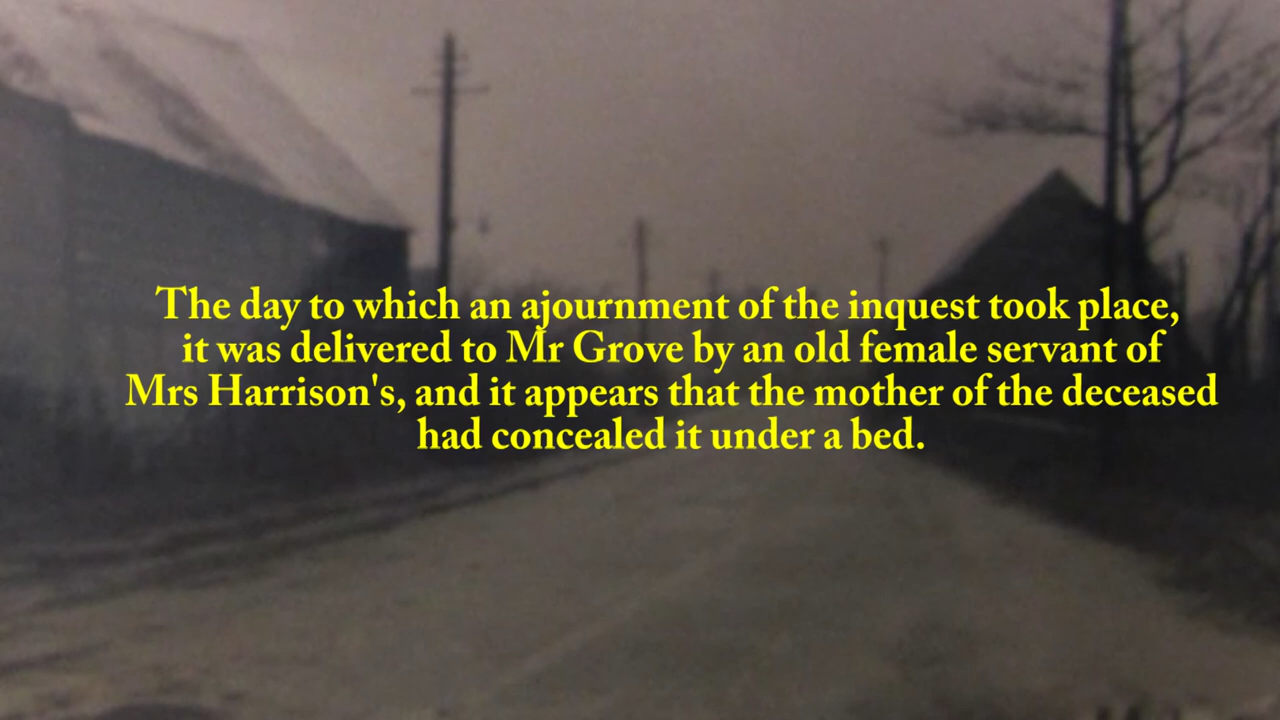 The day to which an ajournment of the inquest took place,
it was delivered to Mr Grove by an old female servant of
Mrs Harrison's, and it appears that the mother of the deceased
had concealed it under a bed.